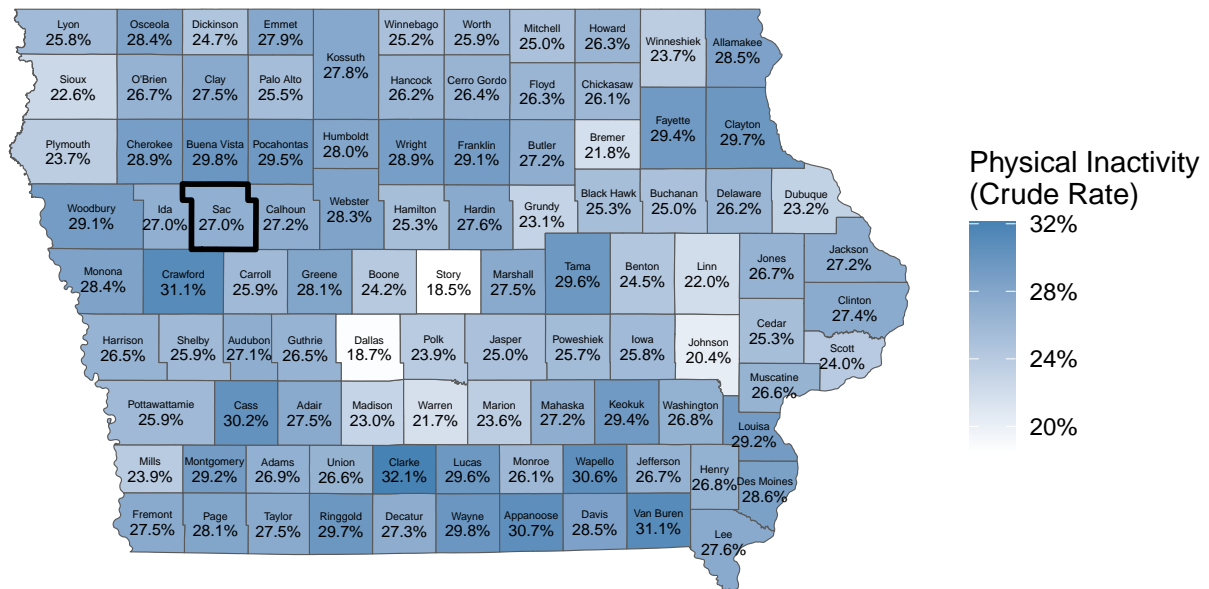 Lyon
25.8%
Osceola
28.4%
Dickinson
24.7%
Emmet
27.9%
Kossuth
27.8%
Winnebago
25.2%
Worth
25.9%
Mitchell
25.0%
Howard
26.3%
Winneshiek
23.7%
Allamakee
28.5%
Sioux
22.6%
O'Brien
26.7%
Clay
27.5%
Palo Alto
25.5%
Hancock
26.2%
Cerro Gordo
26.4%
Floyd
26.3%
Chickasaw
26.1%
Fayette
29.4%
Clayton
29.7%
Plymouth
23.7%
Cherokee
28.9%
Buena Vista
29.8%
Pocahontas
29.5%
Humboldt
28.0%
Wright
28.9%
Franklin
29.1%
Butler
27.2%
Bremer
21.8%
Woodbury
29.1%
Ida
27.0%
Sac
27.0%
Calhoun
27.2%
Webster
28.3%
Hamilton
25.3%
Hardin
27.6%
Grundy
23.1%
Black Hawk
25.3%
Buchanan
25.0%
Delaware
26.2%
Dubuque
23.2%
Monona
28.4%
Crawford
31.1%
Carroll
25.9%
Greene
28.1%
Boone
24.2%
Story
18.5%
Marshall
27.5%
Tama
29.6%
Benton
24.5%
Linn
22.0%
Jones
26.7%
Jackson
27.2%
Clinton
27.4%
Harrison
26.5%
Shelby
25.9%
Audubon
27.1%
Guthrie
26.5%
Dallas
18.7%
Polk
23.9%
Jasper
25.0%
Poweshiek
25.7%
Iowa
25.8%
Johnson
20.4%
Cedar
25.3%
Scott
24.0%
Muscatine
26.6%
Pottawattamie
25.9%
Cass
30.2%
Adair
27.5%
Madison
23.0%
Warren
21.7%
Marion
23.6%
Mahaska
27.2%
Keokuk
29.4%
Washington
26.8%
Louisa
29.2%
Mills
23.9%
Montgomery
29.2%
Adams
26.9%
Union
26.6%
Clarke
32.1%
Lucas
29.6%
Monroe
26.1%
Wapello
30.6%
Jefferson
26.7%
Henry
26.8%
Des Moines
28.6%
Fremont
27.5%
Page
28.1%
Taylor
27.5%
Ringgold
29.7%
Decatur
27.3%
Wayne
29.8%
Appanoose
30.7%
Davis
28.5%
Van Buren
31.1%
Lee
27.6%
Physical Inactivity
(Crude Rate)
32%
28%
24%
20%